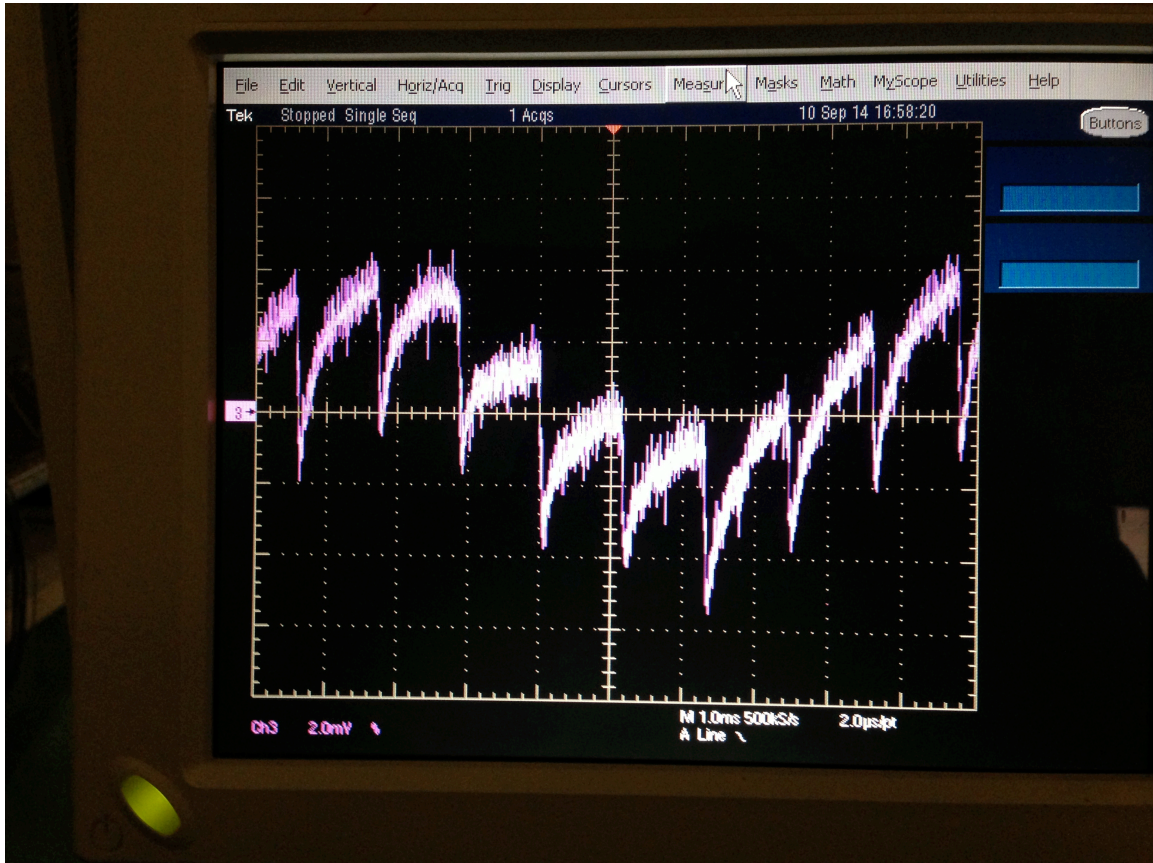 File Edit Vertical Horiz/Acq Trig Display Cursors Measur Masks Math MyScope Utilities Help
Tek Stopped Single Seq 1 Acqs 10 Sep 14 16:58:20
Buttons
3
Ch3 2.0mV M 1.0ms 500kS/s 2.0µs/pt
A Line